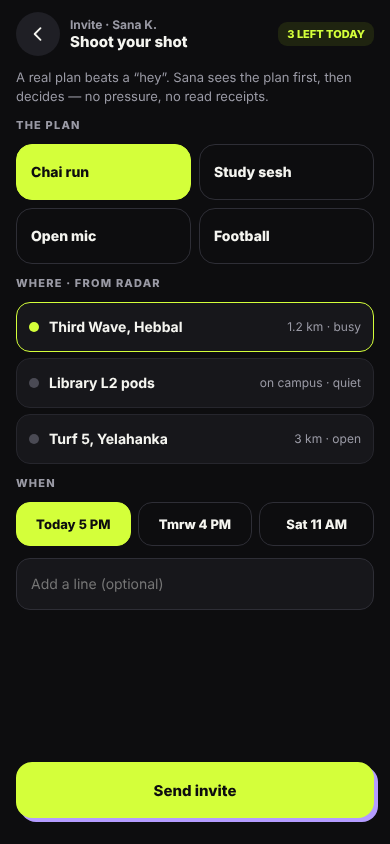 Invite · Sana K.
Shoot your shot
3 LEFT TODAY
A real plan beats a “hey”. Sana sees the plan first, then
decides — no pressure, no read receipts.
THE PLAN
Chai run
Study sesh
Open mic
Football
WHERE · FROM RADAR
Third Wave, Hebbal
1.2 km · busy
Library L2 pods
on campus · quiet
Turf 5, Yelahanka
3 km · open
WHEN
Today 5 PM
Tmrw 4 PM
Sat 11 AM
Add a line (optional)
Send invite